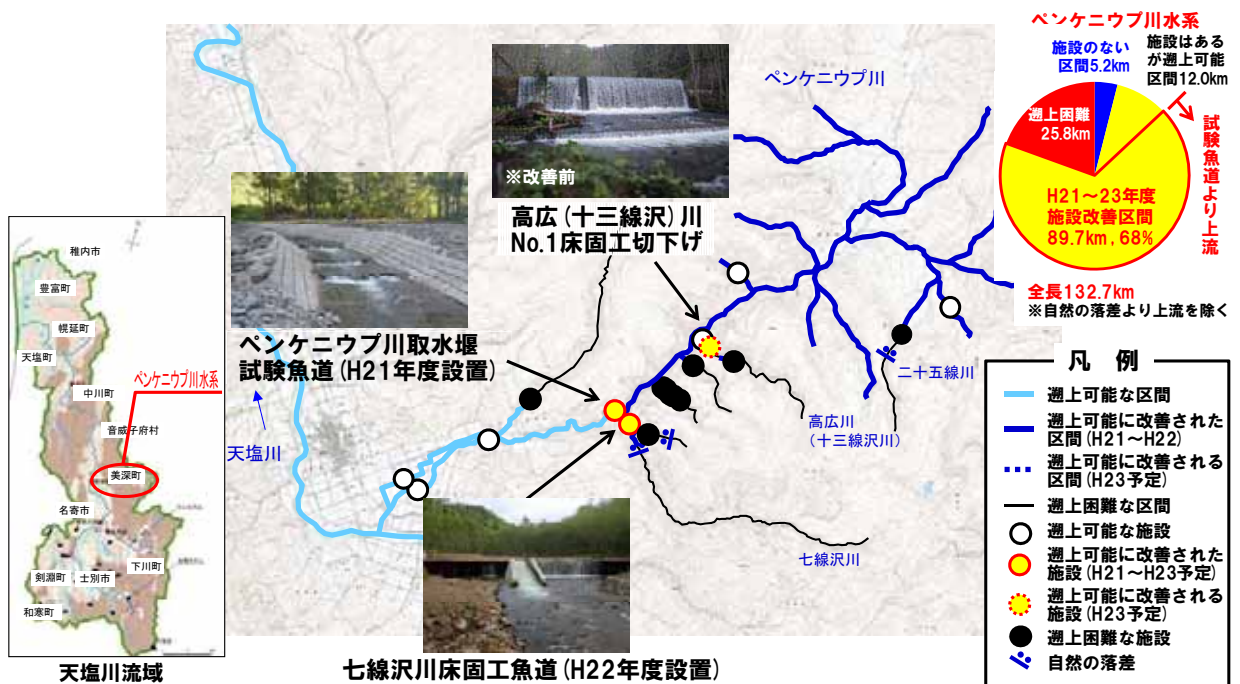 ペンケニウプ川水系
施設のない
区間5.2km
施設はある
が遡上可能
区間12.0km
遡上困難
25.8km
試験魚道より上流
H21～23年度
施設改善区間
89.7km , 68%
全長132.7km
※自然の落差より上流を除く
ペンケニウプ川
※改善前
高広(十三線沢)川
No.1床固工切下げ
ペンケニウプ川取水堰
試験魚道(H21年度設置)
天塩川
二十五線川
高広川
(十三線沢川)
七線沢川
七線沢川床固工魚道(H22年度設置)
稚内市
豊富町
幌延町
天塩町
中川町
ペンケニウプ川水系
音威子府村
美深町
名寄市
下川町
剣淵町
士別市
和寒町
天塩川流域
凡 例
遡上可能な区間
遡上可能に改善された
区間(H21～H22)
遡上可能に改善される
区間(H23予定)
遡上困難な区間
遡上可能な施設
遡上可能に改善された
施設(H21～H23予定)
遡上可能に改善される
施設(H23予定)
遡上困難な施設
自然の落差